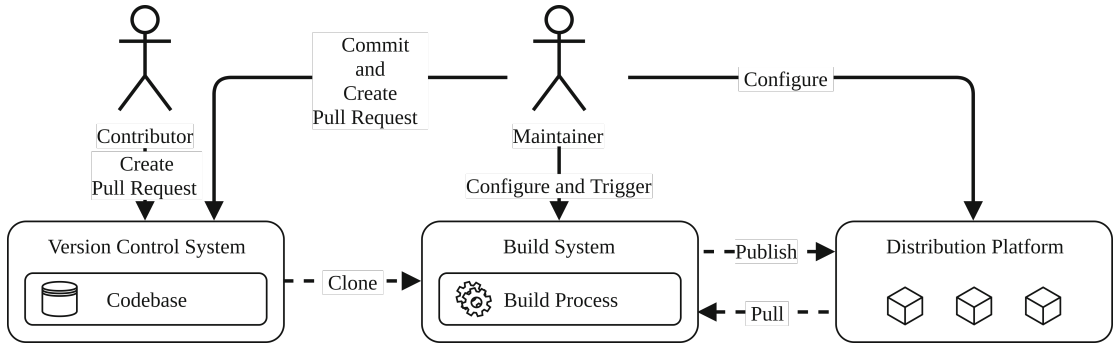 Commit
and
Create
Pull Request
Configure
Contributor
Maintainer
Create
Pull Request
Configure and Trigger
Version Control System
Build System
Distribution Platform
Publish
Clone
Codebase
Build Process
Pull